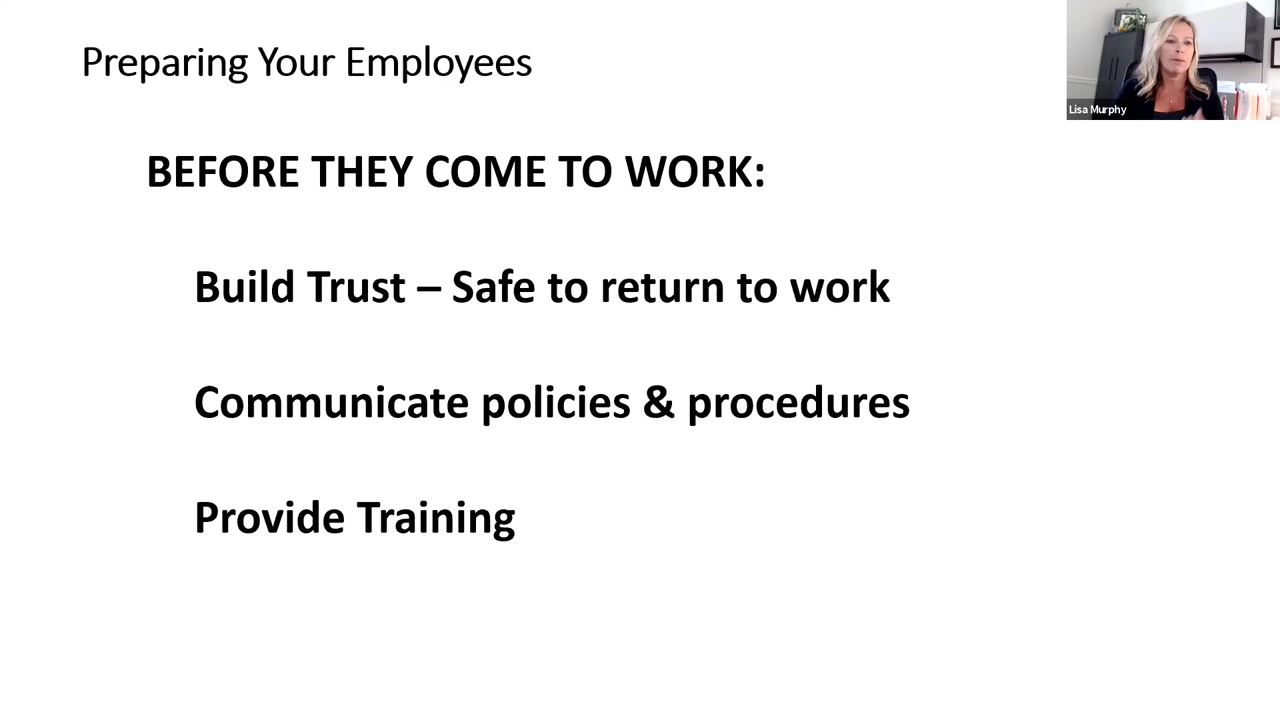 Preparing Your Employees
Lisa Murphy
BEFORE THEY COME TO WORK:
Build Trust – Safe to return to work
Communicate policies & procedures
Provide Training